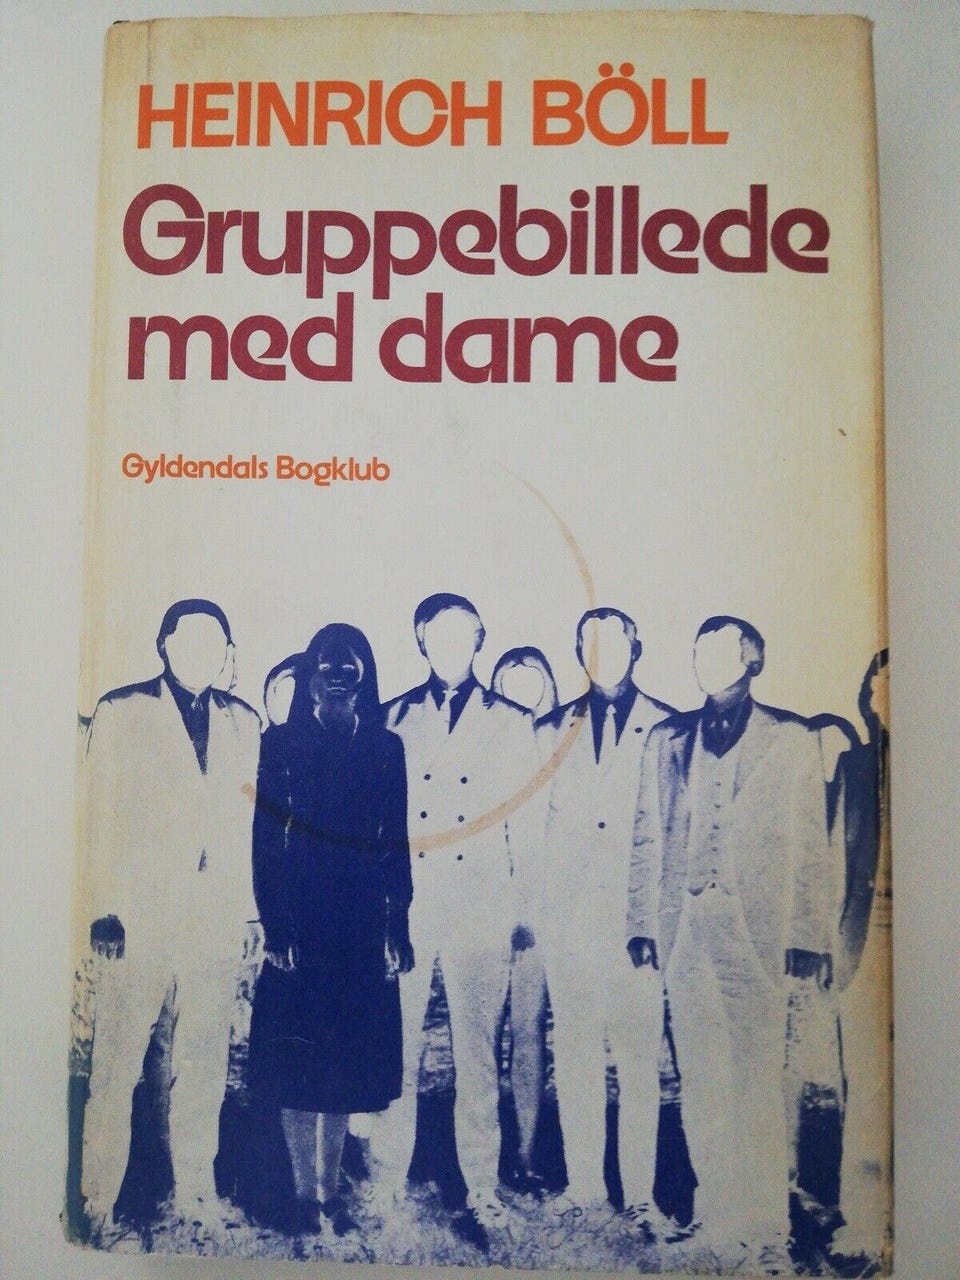 HEINRICH BÖLL
Gruppebillede
med dame
Gyldendals Bogklub